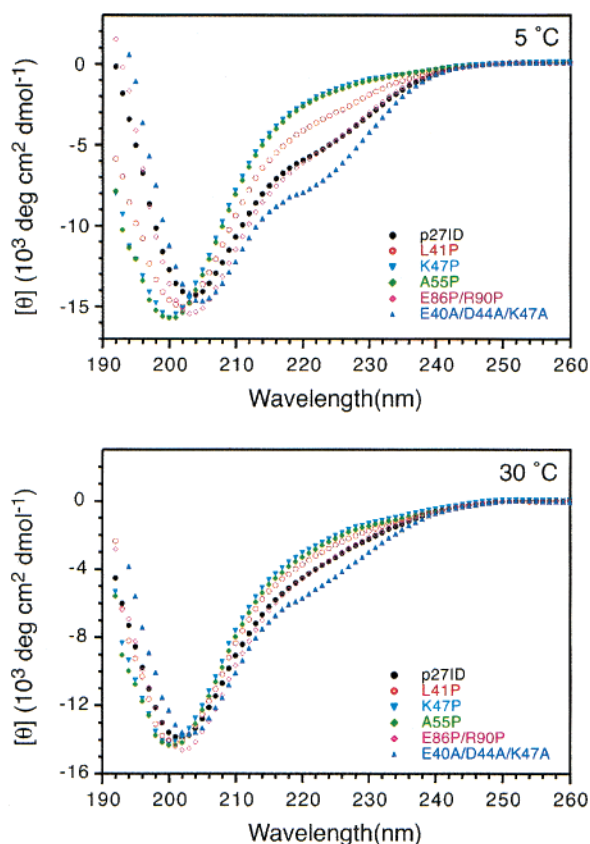 5 °C
0
-5
-10
-15
[θ] (10³ deg cm² dmol⁻¹)
p27ID
L41P
K47P
A55P
E86P/R90P
E40A/D44A/K47A
190 200 210 220 230 240 250 260
Wavelength(nm)
30 °C
0
-4
-8
-12
-16
[θ] (10³ deg cm² dmol⁻¹)
p27ID
L41P
K47P
A55P
E86P/R90P
E40A/D44A/K47A
190 200 210 220 230 240 250 260
Wavelength(nm)